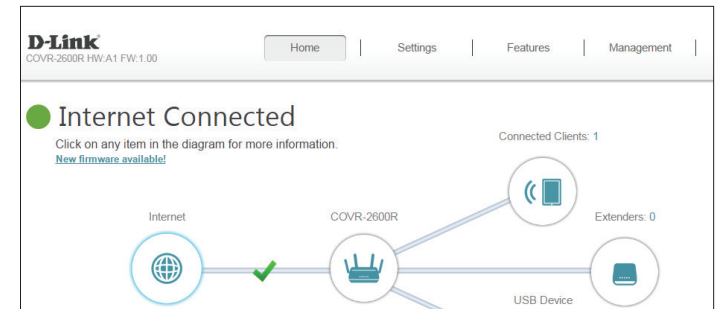 D-Link
COVR-2600R HW:A1 FW:1.00
Home
Settings
Features
Management
Internet Connected
Click on any item in the diagram for more information.
New firmware available!
Connected Clients: 1
Internet
COVR-2600R
Extenders: 0
USB Device